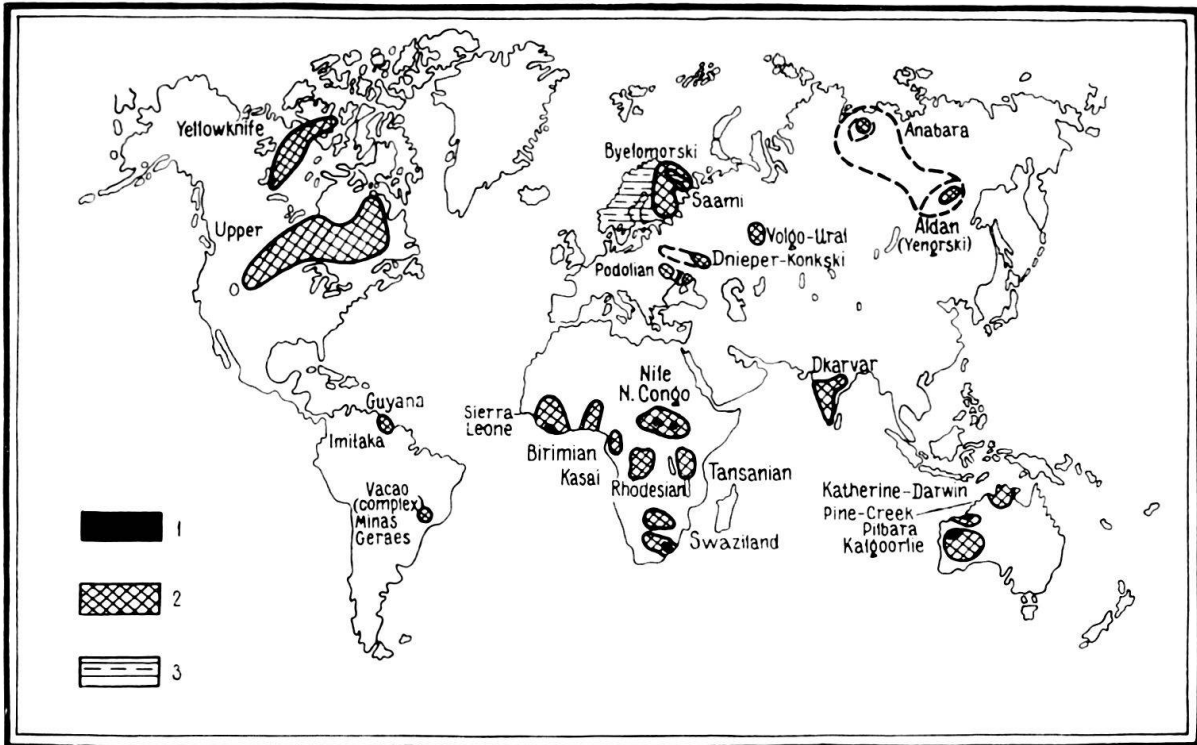 Yellowknife
Upper
Byelomorski
Saami
Anabara
Aldan
(Yengrski)
Volgo-Ural
Dnieper-Konkski
Podolian
Dkarvar
Nile
N. Congo
Sierra
Leone
Birimian
Kasai
Rhodesian
Tansanian
Swaziland
Guyana
Imitaka
Vacao
(complex)
Minas
Geraes
Katherine-Darwin
Pine-Creek
Pilbara
Kalgoorlie
1
2
3